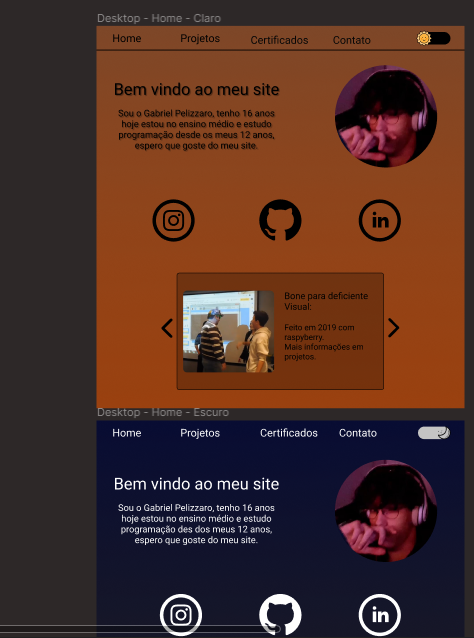 Desktop - Home - Claro
Home Projetos Certificados Contato
Bem vindo ao meu site
Sou o Gabriel Pelizzaro, tenho 16 anos
hoje estou no ensino médio e estudo
programação desde os meus 12 anos,
espero que goste do meu site.
in
Bone para deficiente
Visual:
Feito em 2019 com
raspyberry.
Mais informações em
projetos.
Desktop - Home - Escuro
Home Projetos Certificados Contato
Bem vindo ao meu site
Sou o Gabriel Pelizzaro, tenho 16 anos
hoje estou no ensino médio e estudo
programação des dos meus 12 anos,
espero que goste do meu site.
in